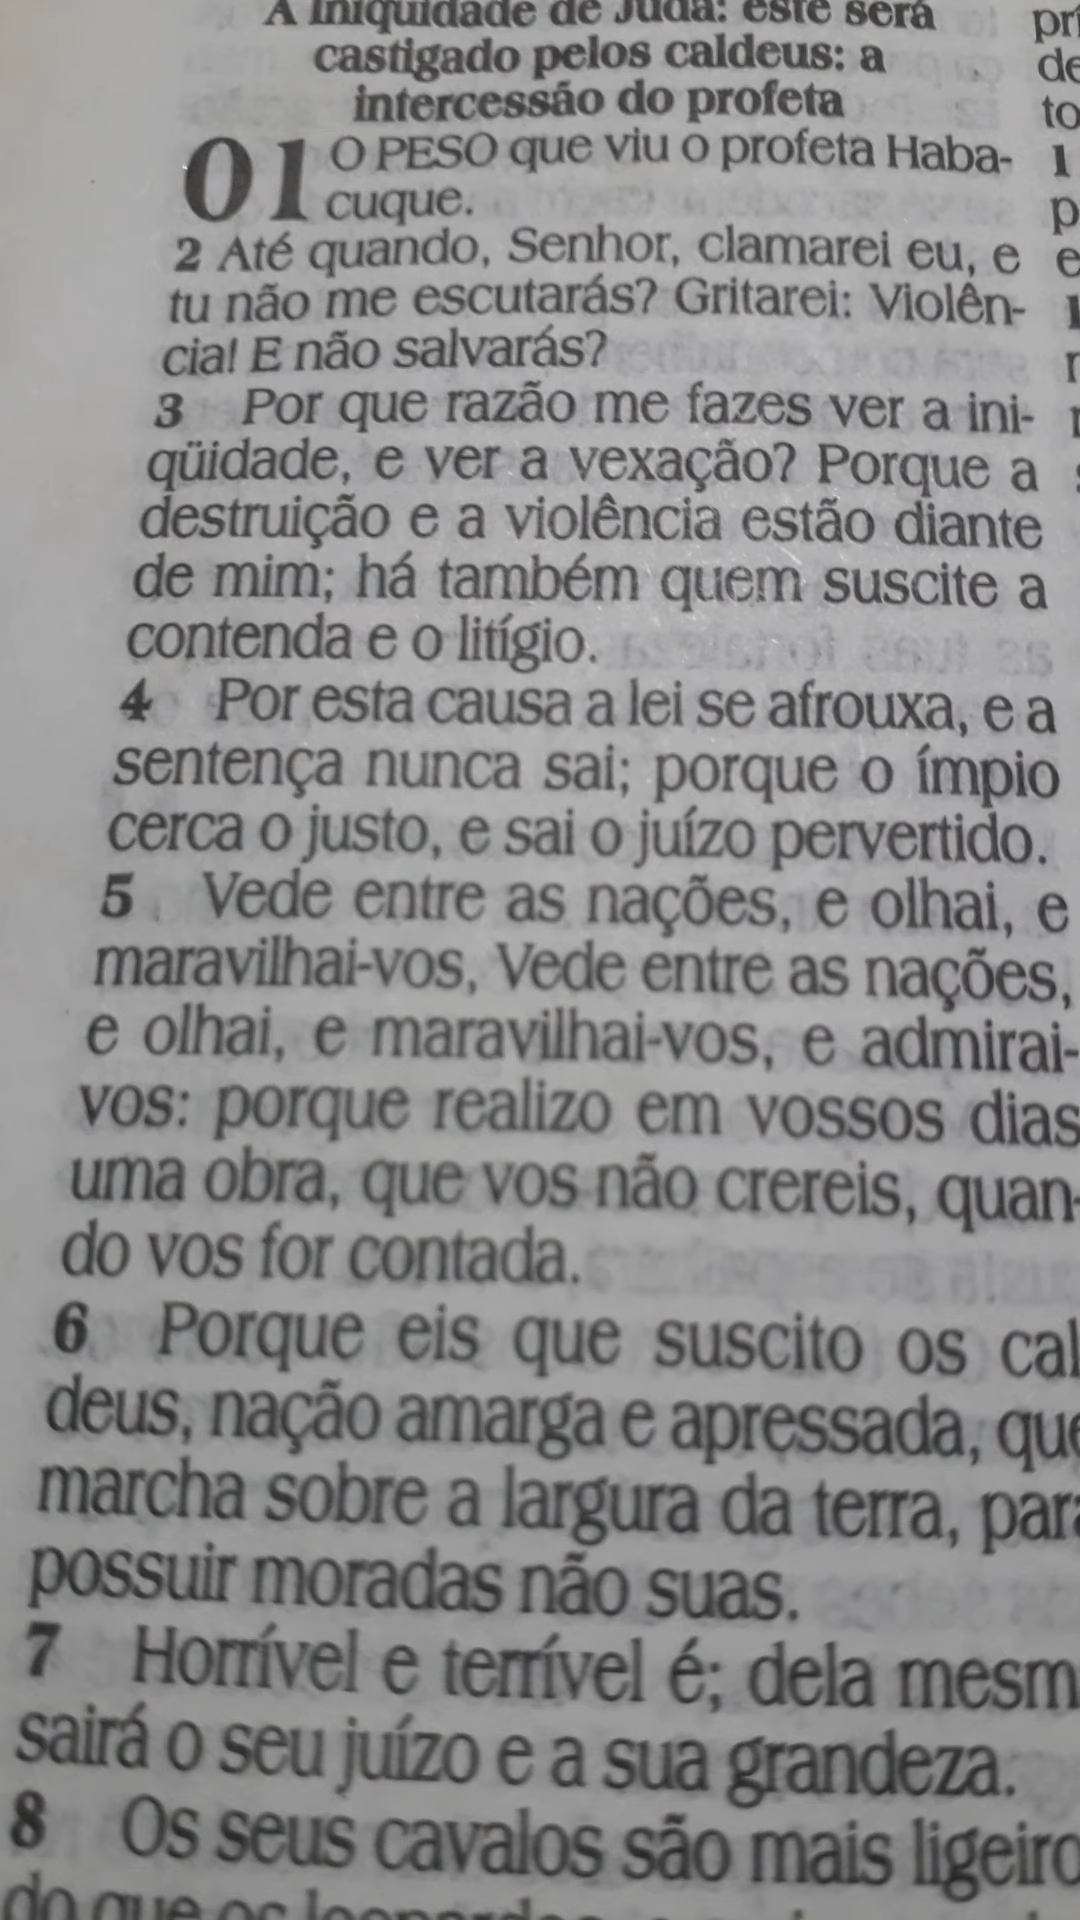 A Iniquidade de Judá: este será
castigado pelos caldeus: a
intercessão do profeta
01 O PESO que viu o profeta Haba-
cuque.
2 Até quando, Senhor, clamarei eu, e
tu não me escutarás? Gritarei: Violên-
cia! E não salvarás?
3 Por que razão me fazes ver a ini-
qüidade, e ver a vexação? Porque a
destruição e a violência estão diante
de mim; há também quem suscite a
contenda e o litígio.
4 Por esta causa a lei se afrouxa, e a
sentença nunca sai; porque o ímpio
cerca o justo, e sai o juízo pervertido.
5 Vede entre as nações, e olhai, e
maravilhai-vos, Vede entre as nações,
e olhai, e maravilhai-vos, e admirai-
vos: porque realizo em vossos dias
uma obra, que vos não crereis, quan-
do vos for contada.
6 Porque eis que suscito os cal
deus, nação amarga e apressada, que
marcha sobre a largura da terra, para
possuir moradas não suas.
7 Horrível e terrível é; dela mesm
sairá o seu juízo e a sua grandeza.
8 Os seus cavalos são mais ligeiro
do que os